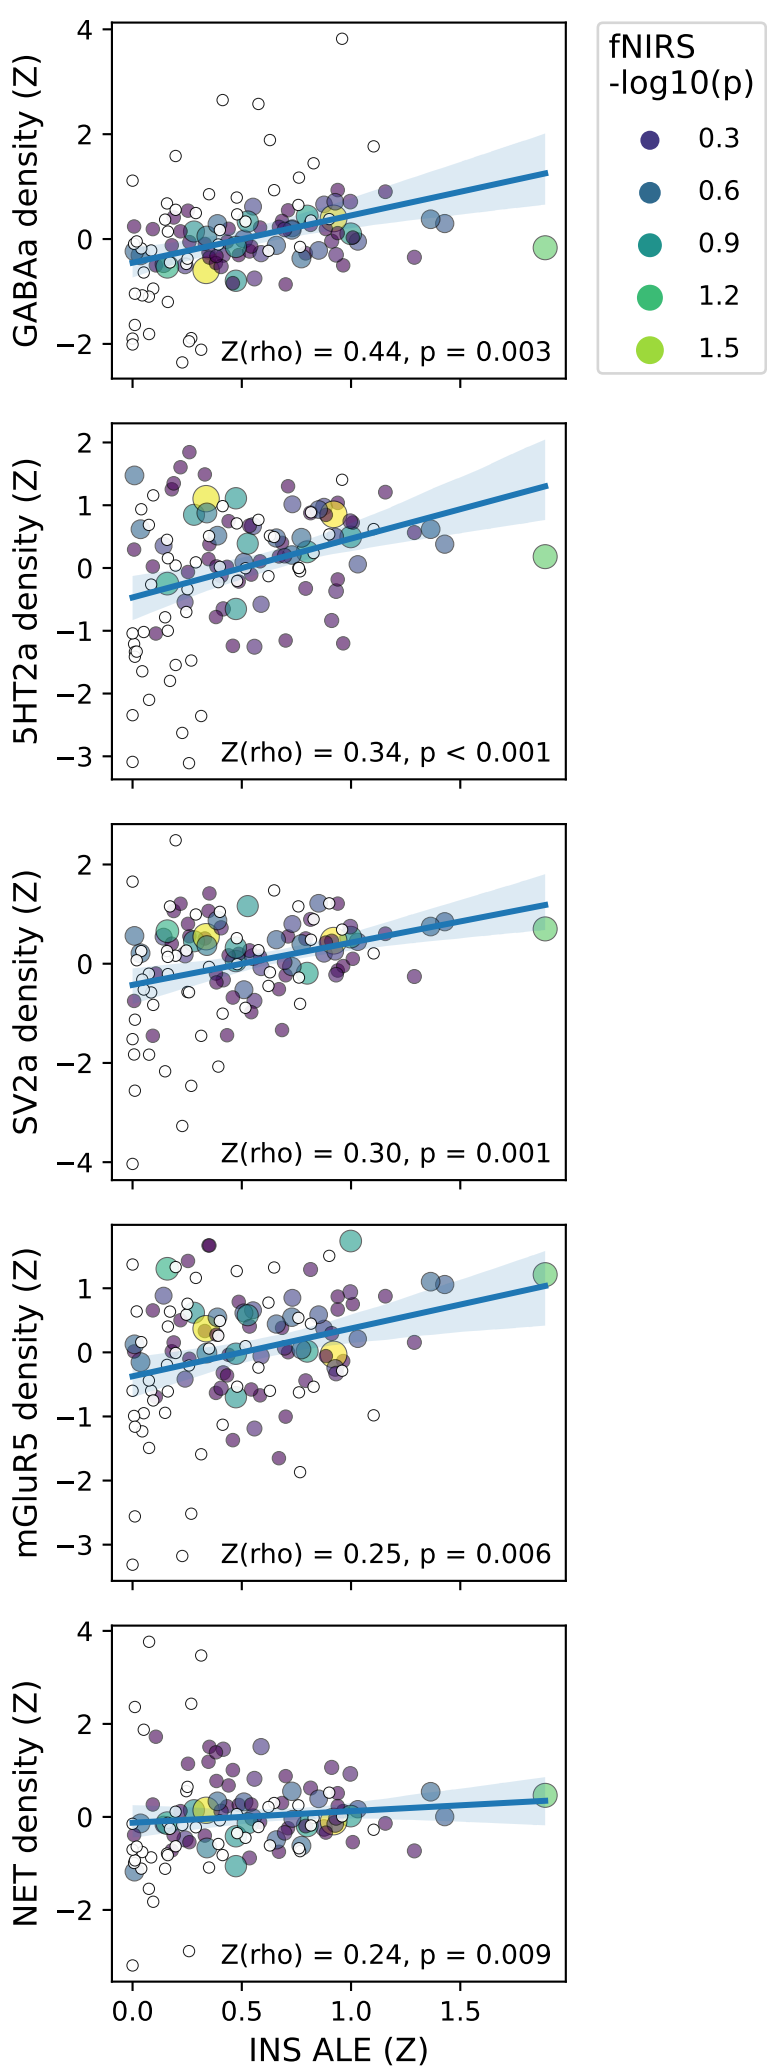 GABAa density (Z)
4
2
0
−2
Z(rho) = 0.44, p = 0.003
fNIRS
-log10(p)
0.3
0.6
0.9
1.2
1.5
5HT2a density (Z)
2
1
0
−1
−2
−3
Z(rho) = 0.34, p < 0.001
SV2a density (Z)
2
0
−2
−4
Z(rho) = 0.30, p = 0.001
mGluR5 density (Z)
1
0
−1
−2
−3
Z(rho) = 0.25, p = 0.006
NET density (Z)
4
2
0
−2
Z(rho) = 0.24, p = 0.009
0.0 0.5 1.0 1.5
INS ALE (Z)